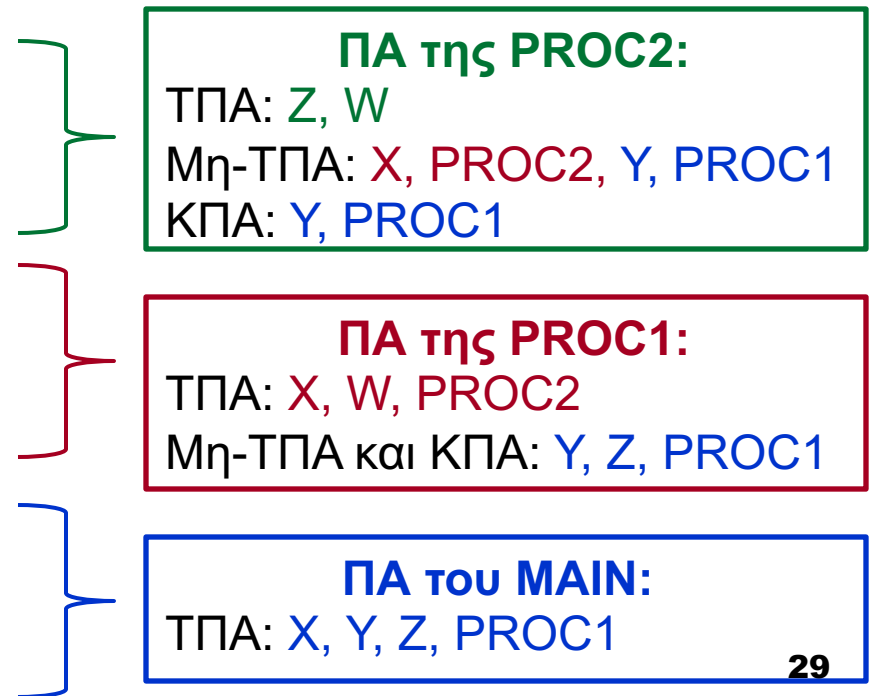 ΠΑ της PROC2:
ΤΠΑ: Z, W
Μη-ΤΠΑ: X, PROC2, Y, PROC1
ΚΠΑ: Y, PROC1
ΠΑ της PROC1:
ΤΠΑ: X, W, PROC2
Μη-ΤΠΑ και ΚΠΑ: Y, Z, PROC1
ΠΑ του MAIN:
ΤΠΑ: X, Y, Z, PROC1
29